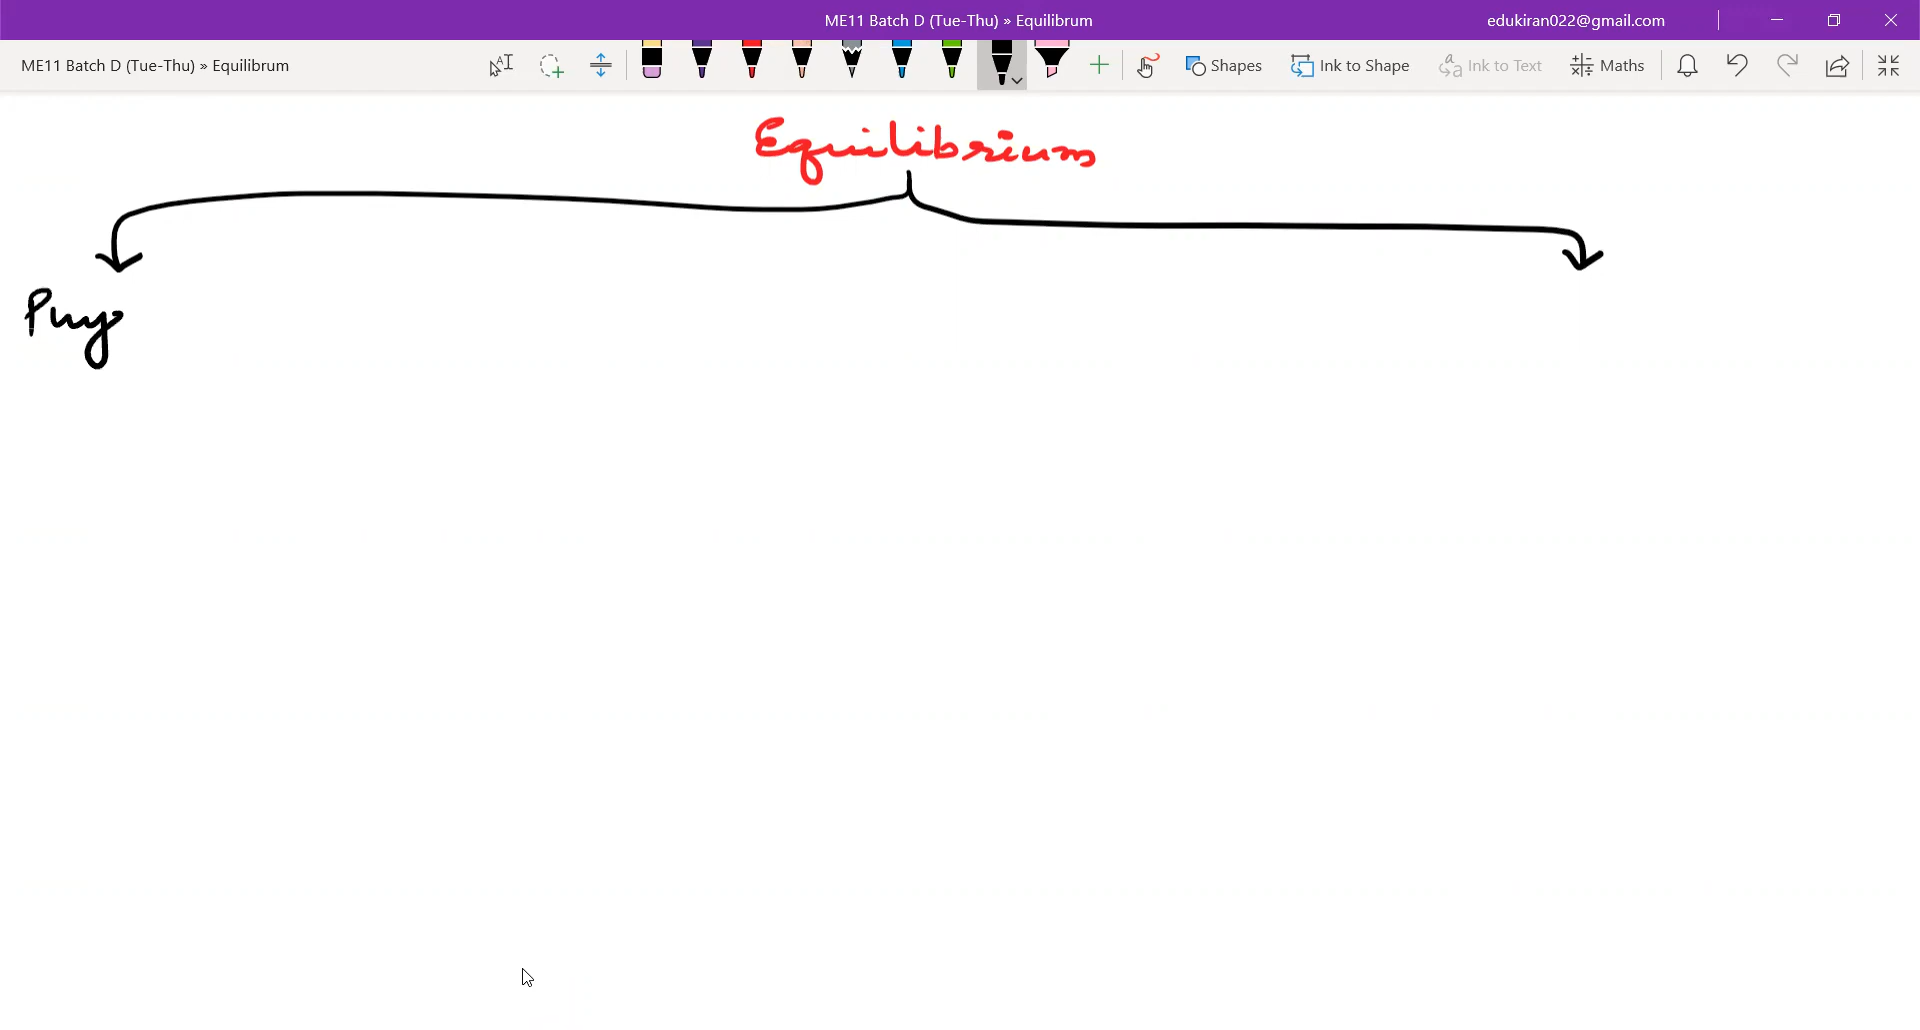 ME11 Batch D (Tue-Thu) » Equilibrum
edukiran022@gmail.com
ME11 Batch D (Tue-Thu) » Equilibrum
Shapes
Ink to Shape
Ink to Text
Maths
Equilibrium
Phy